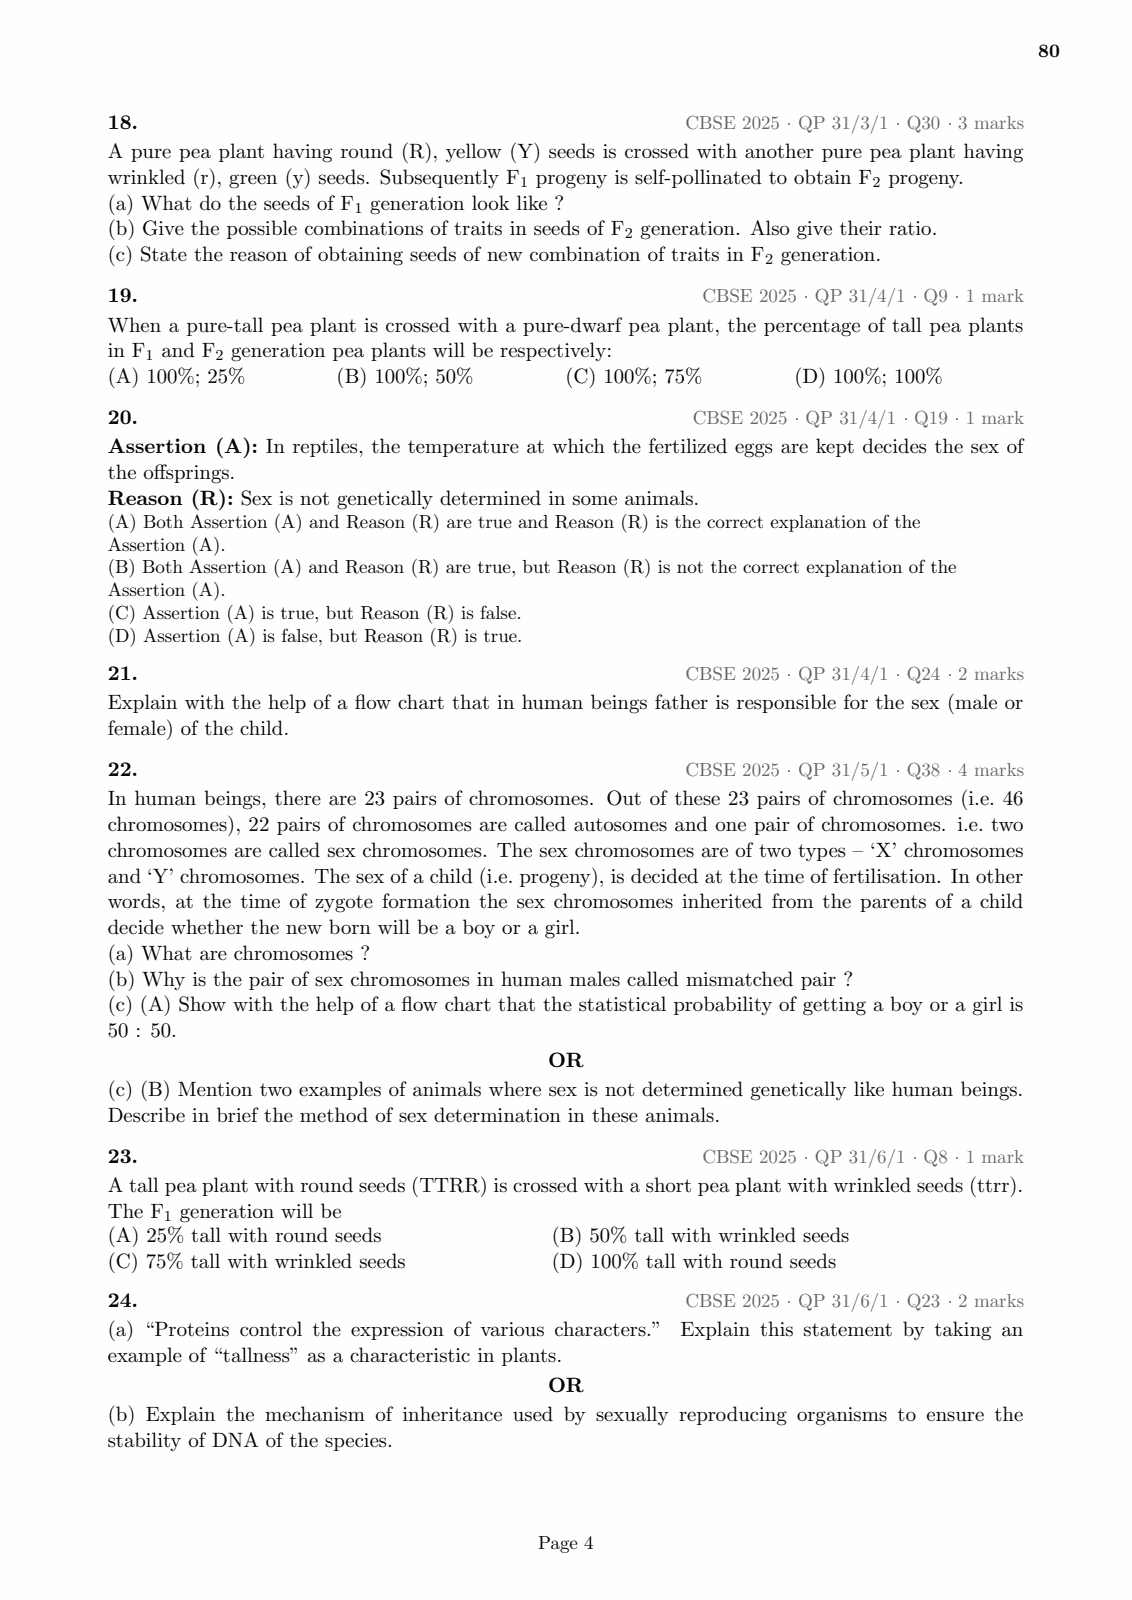 80
18. CBSE 2025 · QP 31/3/1 · Q30 · 3 marks
A pure pea plant having round (R), yellow (Y) seeds is crossed with another pure pea plant having
wrinkled (r), green (y) seeds. Subsequently F₁ progeny is self-pollinated to obtain F₂ progeny.
(a) What do the seeds of F₁ generation look like ?
(b) Give the possible combinations of traits in seeds of F₂ generation. Also give their ratio.
(c) State the reason of obtaining seeds of new combination of traits in F₂ generation.
19. CBSE 2025 · QP 31/4/1 · Q9 · 1 mark
When a pure-tall pea plant is crossed with a pure-dwarf pea plant, the percentage of tall pea plants
in F₁ and F₂ generation pea plants will be respectively:
(A) 100%; 25% (B) 100%; 50% (C) 100%; 75% (D) 100%; 100%
20. CBSE 2025 · QP 31/4/1 · Q19 · 1 mark
Assertion (A): In reptiles, the temperature at which the fertilized eggs are kept decides the sex of
the offsprings.
Reason (R): Sex is not genetically determined in some animals.
(A) Both Assertion (A) and Reason (R) are true and Reason (R) is the correct explanation of the
Assertion (A).
(B) Both Assertion (A) and Reason (R) are true, but Reason (R) is not the correct explanation of the
Assertion (A).
(C) Assertion (A) is true, but Reason (R) is false.
(D) Assertion (A) is false, but Reason (R) is true.
21. CBSE 2025 · QP 31/4/1 · Q24 · 2 marks
Explain with the help of a flow chart that in human beings father is responsible for the sex (male or
female) of the child.
22. CBSE 2025 · QP 31/5/1 · Q38 · 4 marks
In human beings, there are 23 pairs of chromosomes. Out of these 23 pairs of chromosomes (i.e. 46
chromosomes), 22 pairs of chromosomes are called autosomes and one pair of chromosomes. i.e. two
chromosomes are called sex chromosomes. The sex chromosomes are of two types – ‘X’ chromosomes
and ‘Y’ chromosomes. The sex of a child (i.e. progeny), is decided at the time of fertilisation. In other
words, at the time of zygote formation the sex chromosomes inherited from the parents of a child
decide whether the new born will be a boy or a girl.
(a) What are chromosomes ?
(b) Why is the pair of sex chromosomes in human males called mismatched pair ?
(c) (A) Show with the help of a flow chart that the statistical probability of getting a boy or a girl is
50 : 50.
OR
(c) (B) Mention two examples of animals where sex is not determined genetically like human beings.
Describe in brief the method of sex determination in these animals.
23. CBSE 2025 · QP 31/6/1 · Q8 · 1 mark
A tall pea plant with round seeds (TTRR) is crossed with a short pea plant with wrinkled seeds (ttrr).
The F₁ generation will be
(A) 25% tall with round seeds (B) 50% tall with wrinkled seeds
(C) 75% tall with wrinkled seeds (D) 100% tall with round seeds
24. CBSE 2025 · QP 31/6/1 · Q23 · 2 marks
(a) “Proteins control the expression of various characters.” Explain this statement by taking an
example of “tallness” as a characteristic in plants.
OR
(b) Explain the mechanism of inheritance used by sexually reproducing organisms to ensure the
stability of DNA of the species.
Page 4